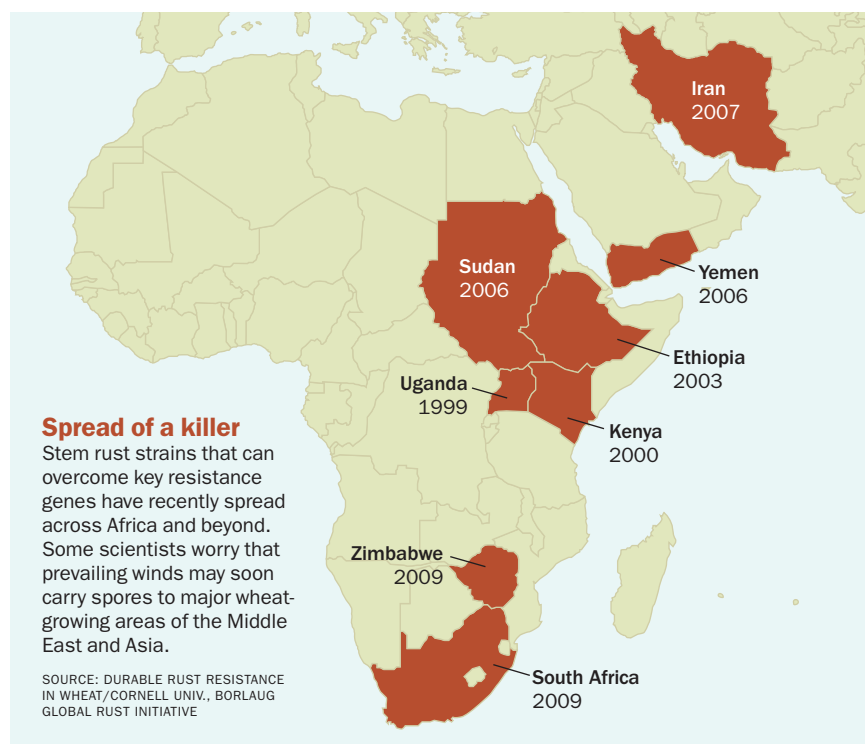 Iran
2007
Sudan
2006
Yemen
2006
Ethiopia
2003
Uganda
1999
Kenya
2000
Spread of a killer
Stem rust strains that can
overcome key resistance
genes have recently spread
across Africa and beyond.
Some scientists worry that
prevailing winds may soon
carry spores to major wheat-
growing areas of the Middle
East and Asia.
SOURCE: DURABLE RUST RESISTANCE
IN WHEAT/CORNELL UNIV., BORLAUG
GLOBAL RUST INITIATIVE
Zimbabwe
2009
South Africa
2009